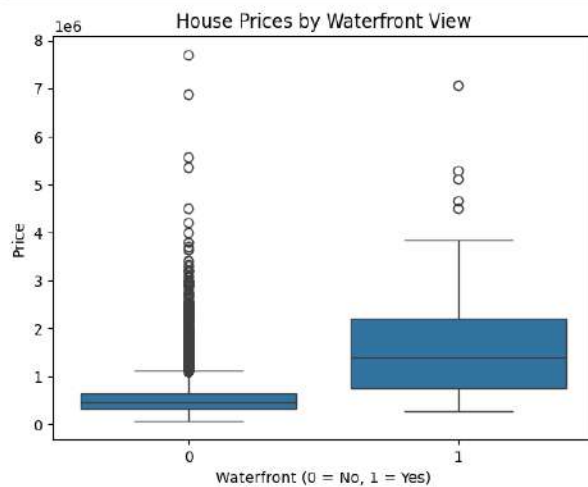 House Prices by Waterfront View
1e6
8
7
6
5
4
3
2
1
0
Price
0 1
Waterfront (0 = No, 1 = Yes)